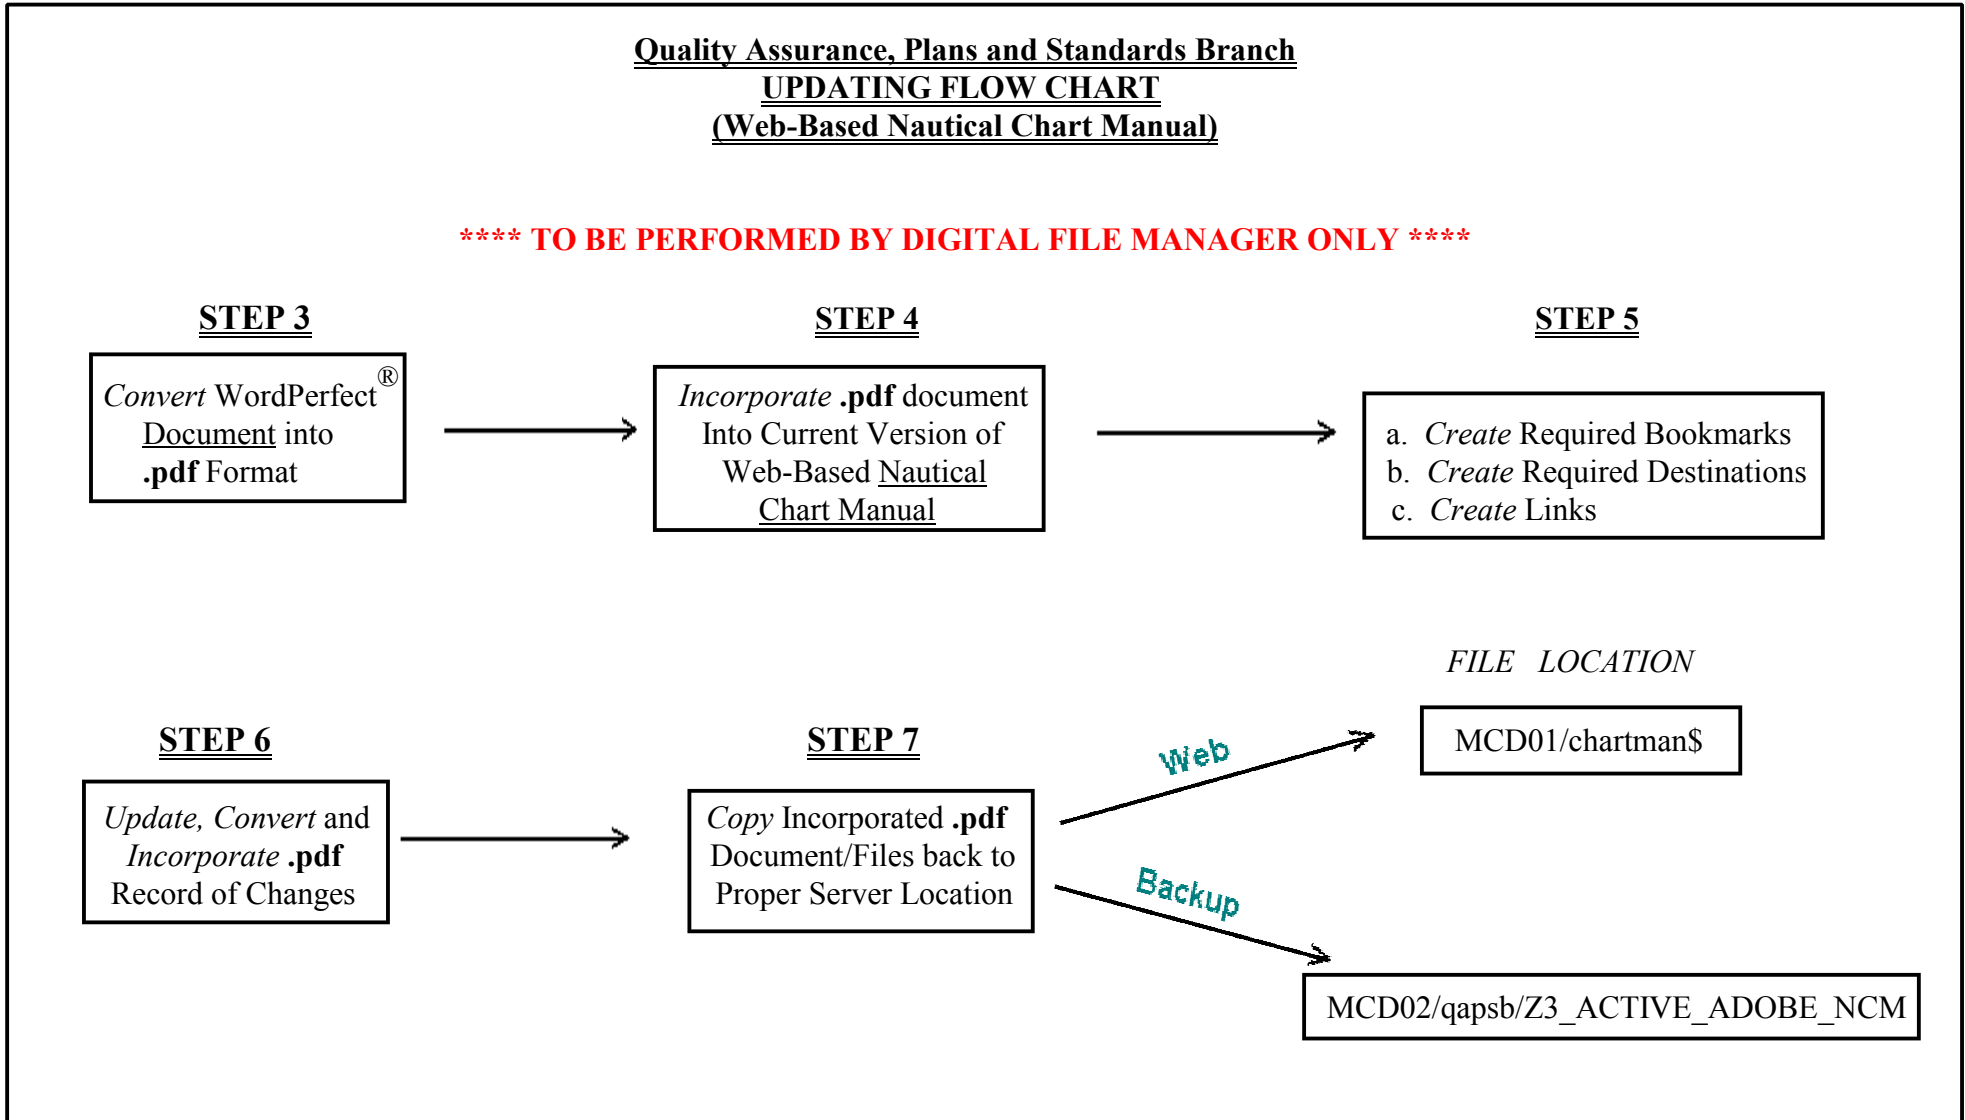 Quality Assurance, Plans and Standards Branch
UPDATING FLOW CHART
(Web-Based Nautical Chart Manual)
**** TO BE PERFORMED BY DIGITAL FILE MANAGER ONLY ****
STEP 3
Convert WordPerfect®
Document into
.pdf Format
STEP 4
Incorporate .pdf document
Into Current Version of
Web-Based Nautical
Chart Manual
STEP 5
a. Create Required Bookmarks
b. Create Required Destinations
c. Create Links
STEP 6
Update, Convert and
Incorporate .pdf
Record of Changes
STEP 7
Copy Incorporated .pdf
Document/Files back to
Proper Server Location
Web
Backup
FILE LOCATION
MCD01/chartman$
MCD02/qapsb/Z3_ACTIVE_ADOBE_NCM